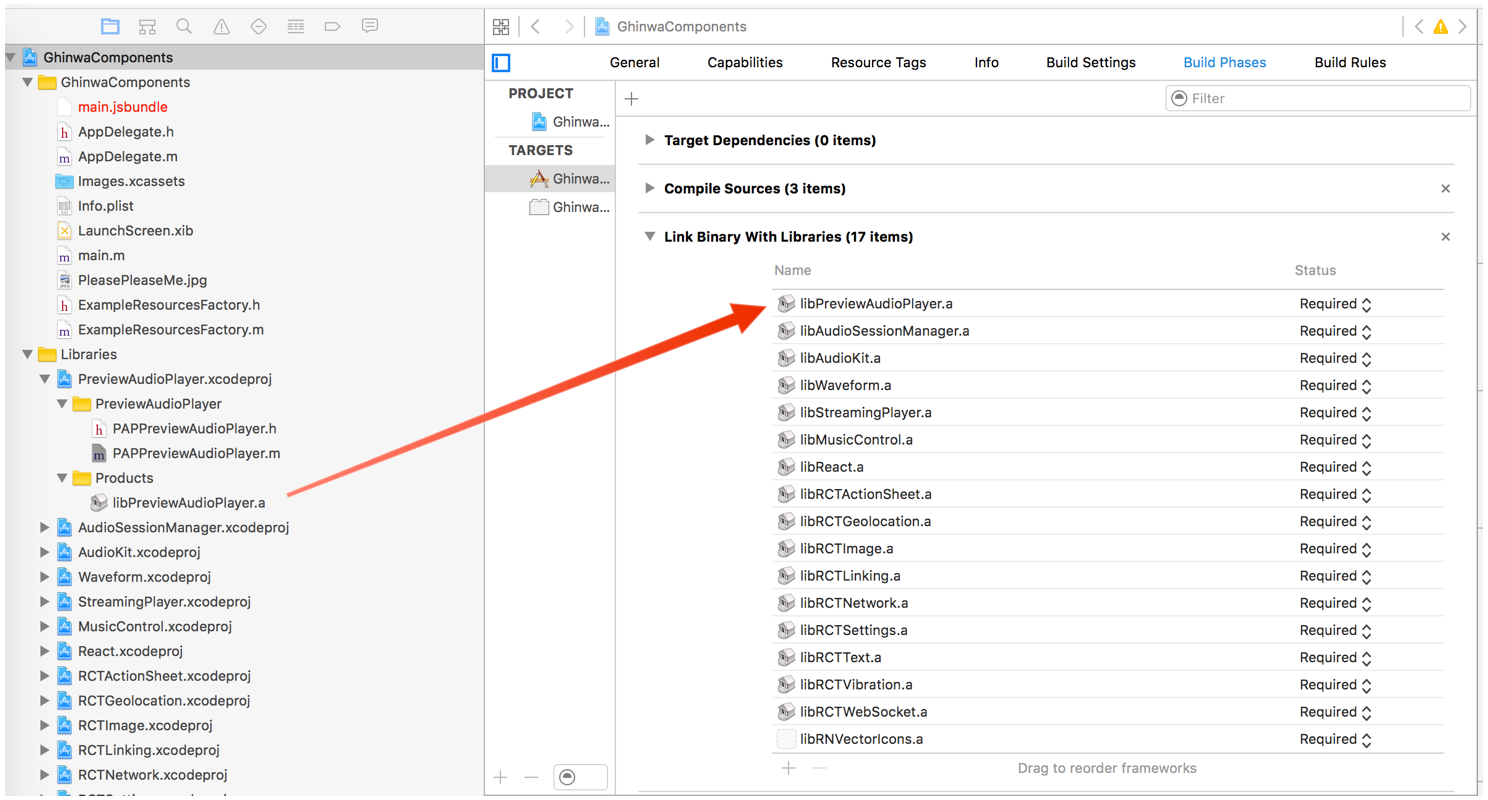 GhinwaComponents
GhinwaComponents
main.jsbundle
AppDelegate.h
AppDelegate.m
Images.xcassets
Info.plist
LaunchScreen.xib
main.m
PleasePleaseMe.jpg
ExampleResourcesFactory.h
ExampleResourcesFactory.m
Libraries
PreviewAudioPlayer.xcodeproj
PreviewAudioPlayer
PAPPreviewAudioPlayer.h
PAPPreviewAudioPlayer.m
Products
libPreviewAudioPlayer.a
AudioSessionManager.xcodeproj
AudioKit.xcodeproj
Waveform.xcodeproj
StreamingPlayer.xcodeproj
MusicControl.xcodeproj
React.xcodeproj
RCTActionSheet.xcodeproj
RCTGeolocation.xcodeproj
RCTImage.xcodeproj
RCTLinking.xcodeproj
RCTNetwork.xcodeproj
GhinwaComponents
General Capabilities Resource Tags Info Build Settings Build Phases Build Rules
PROJECT
Ghinwa...
TARGETS
Ghinwa...
Ghinwa...
Filter
Target Dependencies (0 items)
Compile Sources (3 items)
Link Binary With Libraries (17 items)
Name Status
libPreviewAudioPlayer.a Required
libAudioSessionManager.a Required
libAudioKit.a Required
libWaveform.a Required
libStreamingPlayer.a Required
libMusicControl.a Required
libReact.a Required
libRCTActionSheet.a Required
libRCTGeolocation.a Required
libRCTImage.a Required
libRCTLinking.a Required
libRCTNetwork.a Required
libRCTSettings.a Required
libRCTText.a Required
libRCTVibration.a Required
libRCTWebSocket.a Required
libRNVectorIcons.a Required
Drag to reorder frameworks